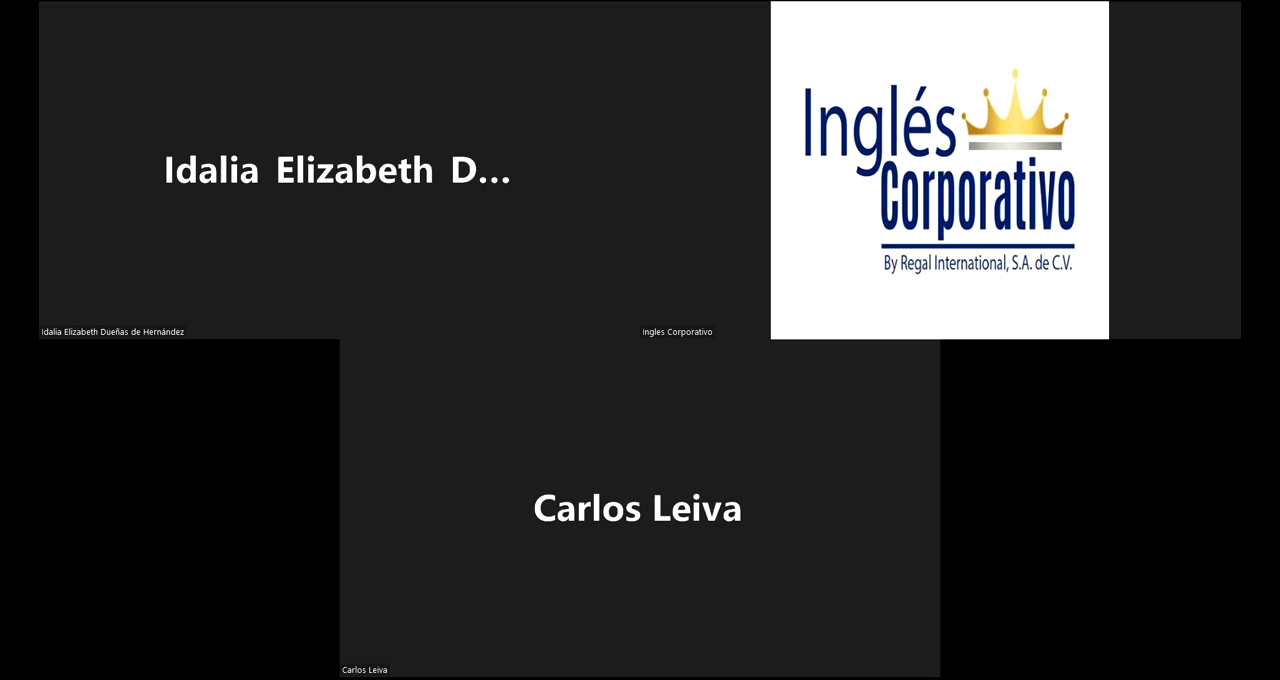 Idalia Elizabeth D...
Idalia Elizabeth Dueñas de Hernández
Inglés
Corporativo
By Regal International, S.A. de C.V.
Ingles Corporativo
Carlos Leiva
Carlos Leiva